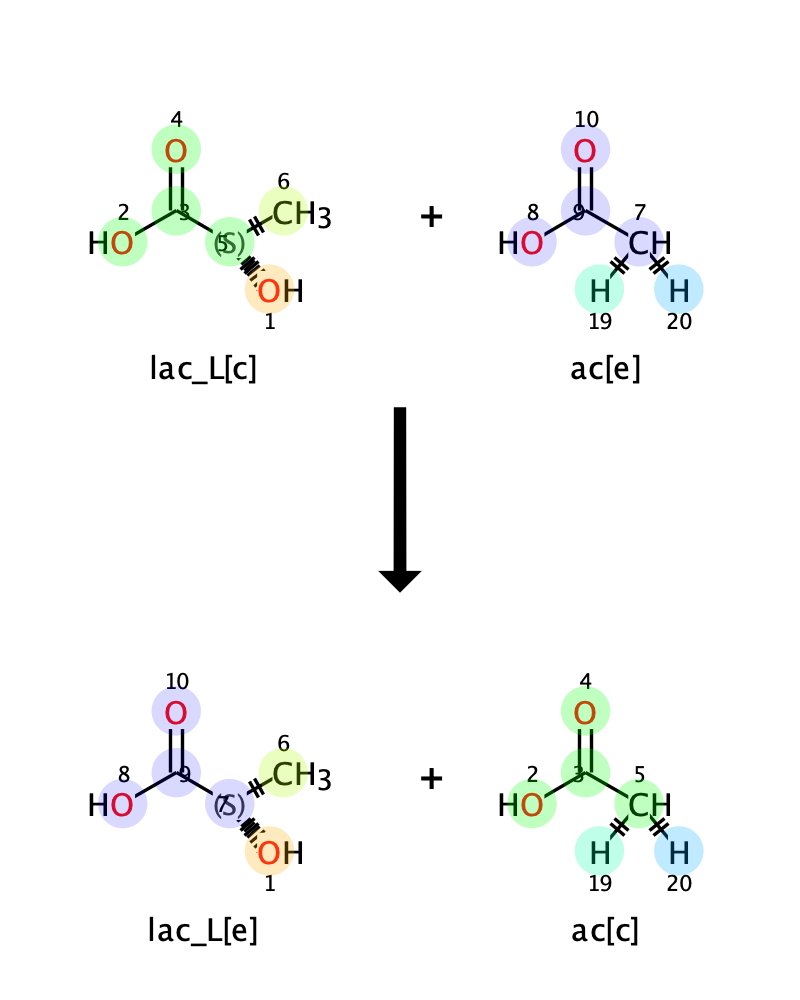 4 10
O O
6
2 3 CH3 + 8 9 7
HO 5(S) HO CH
OH H H
1 19 20
lac_L[c] ac[e]
10 4
O O
6
8 9 CH3 + 2 3 5
HO 7(S) HO CH
OH H H
1 19 20
lac_L[e] ac[c]